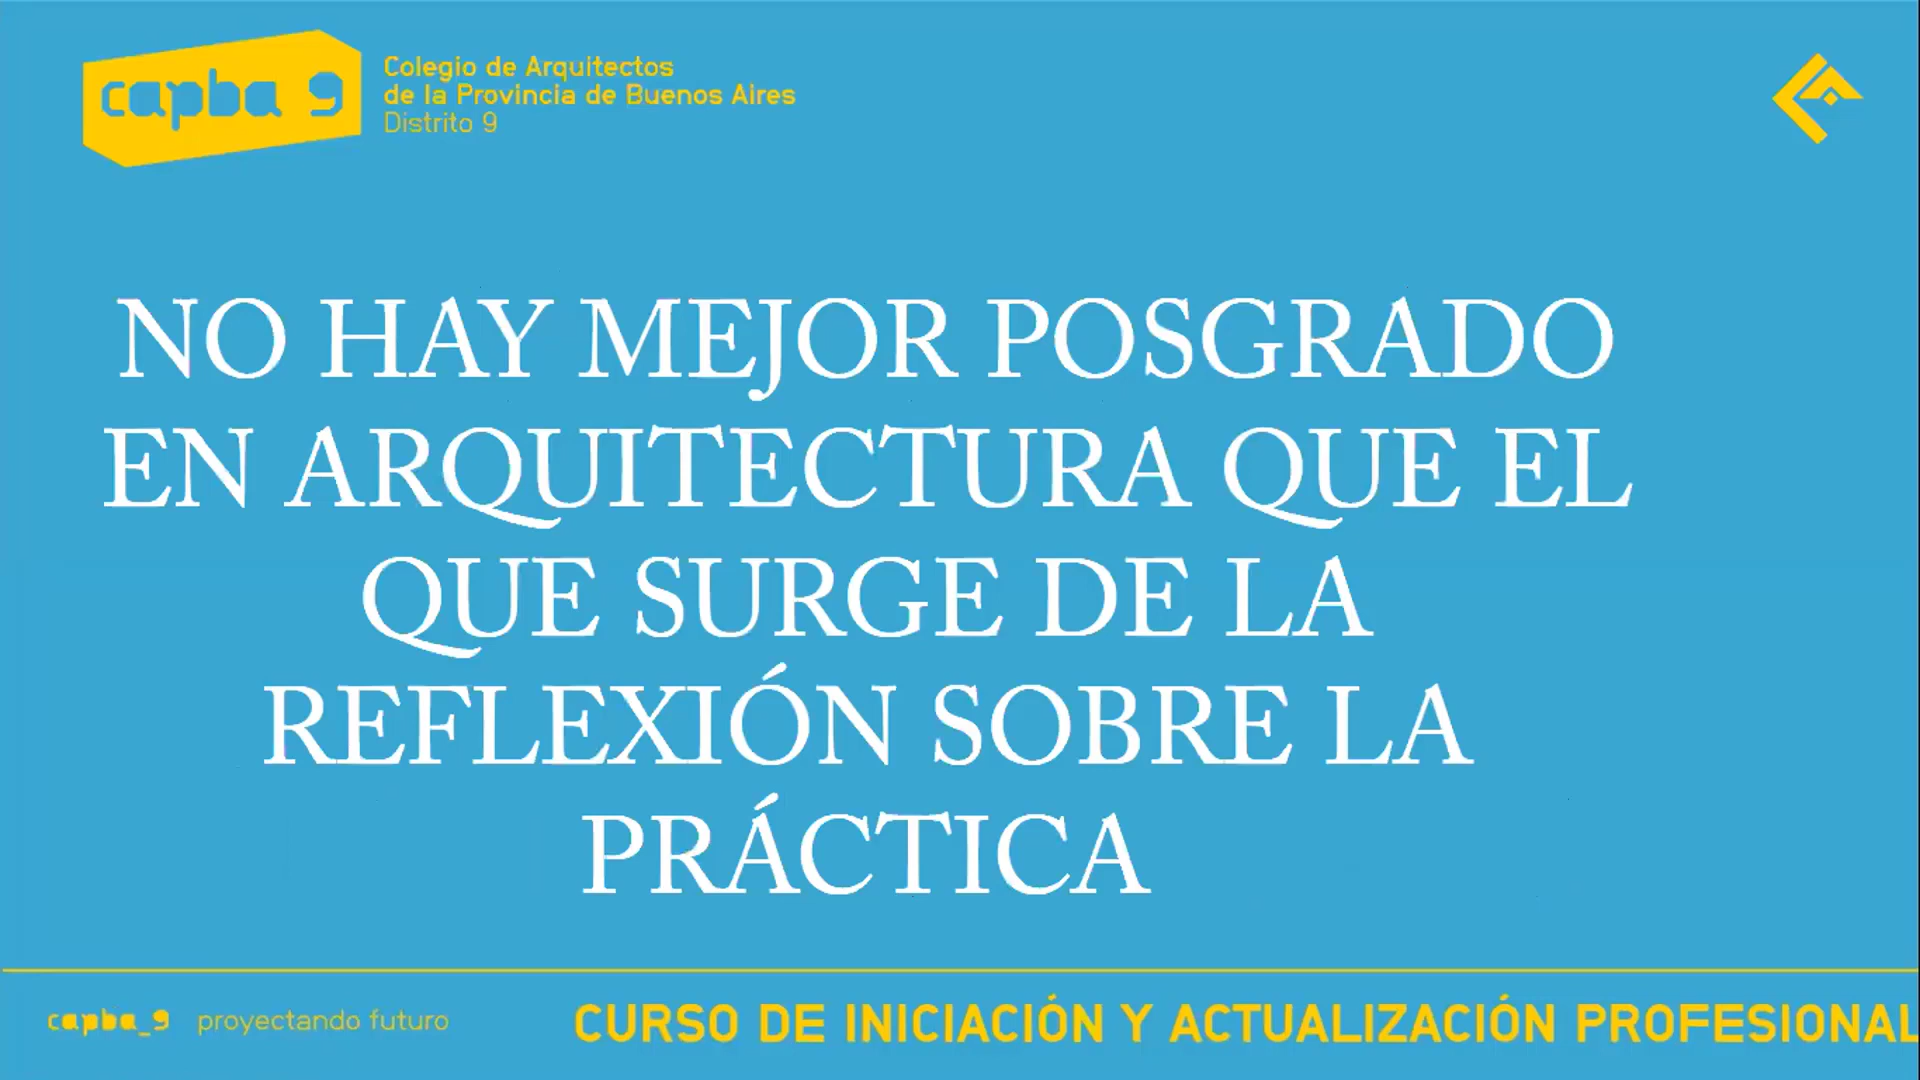 capba 9
Colegio de Arquitectos
de la Provincia de Buenos Aires
Distrito 9
NO HAY MEJOR POSGRADO
EN ARQUITECTURA QUE EL
QUE SURGE DE LA
REFLEXIÓN SOBRE LA
PRÁCTICA
capba_9 proyectando futuro
CURSO DE INICIACIÓN Y ACTUALIZACIÓN PROFESIONAL